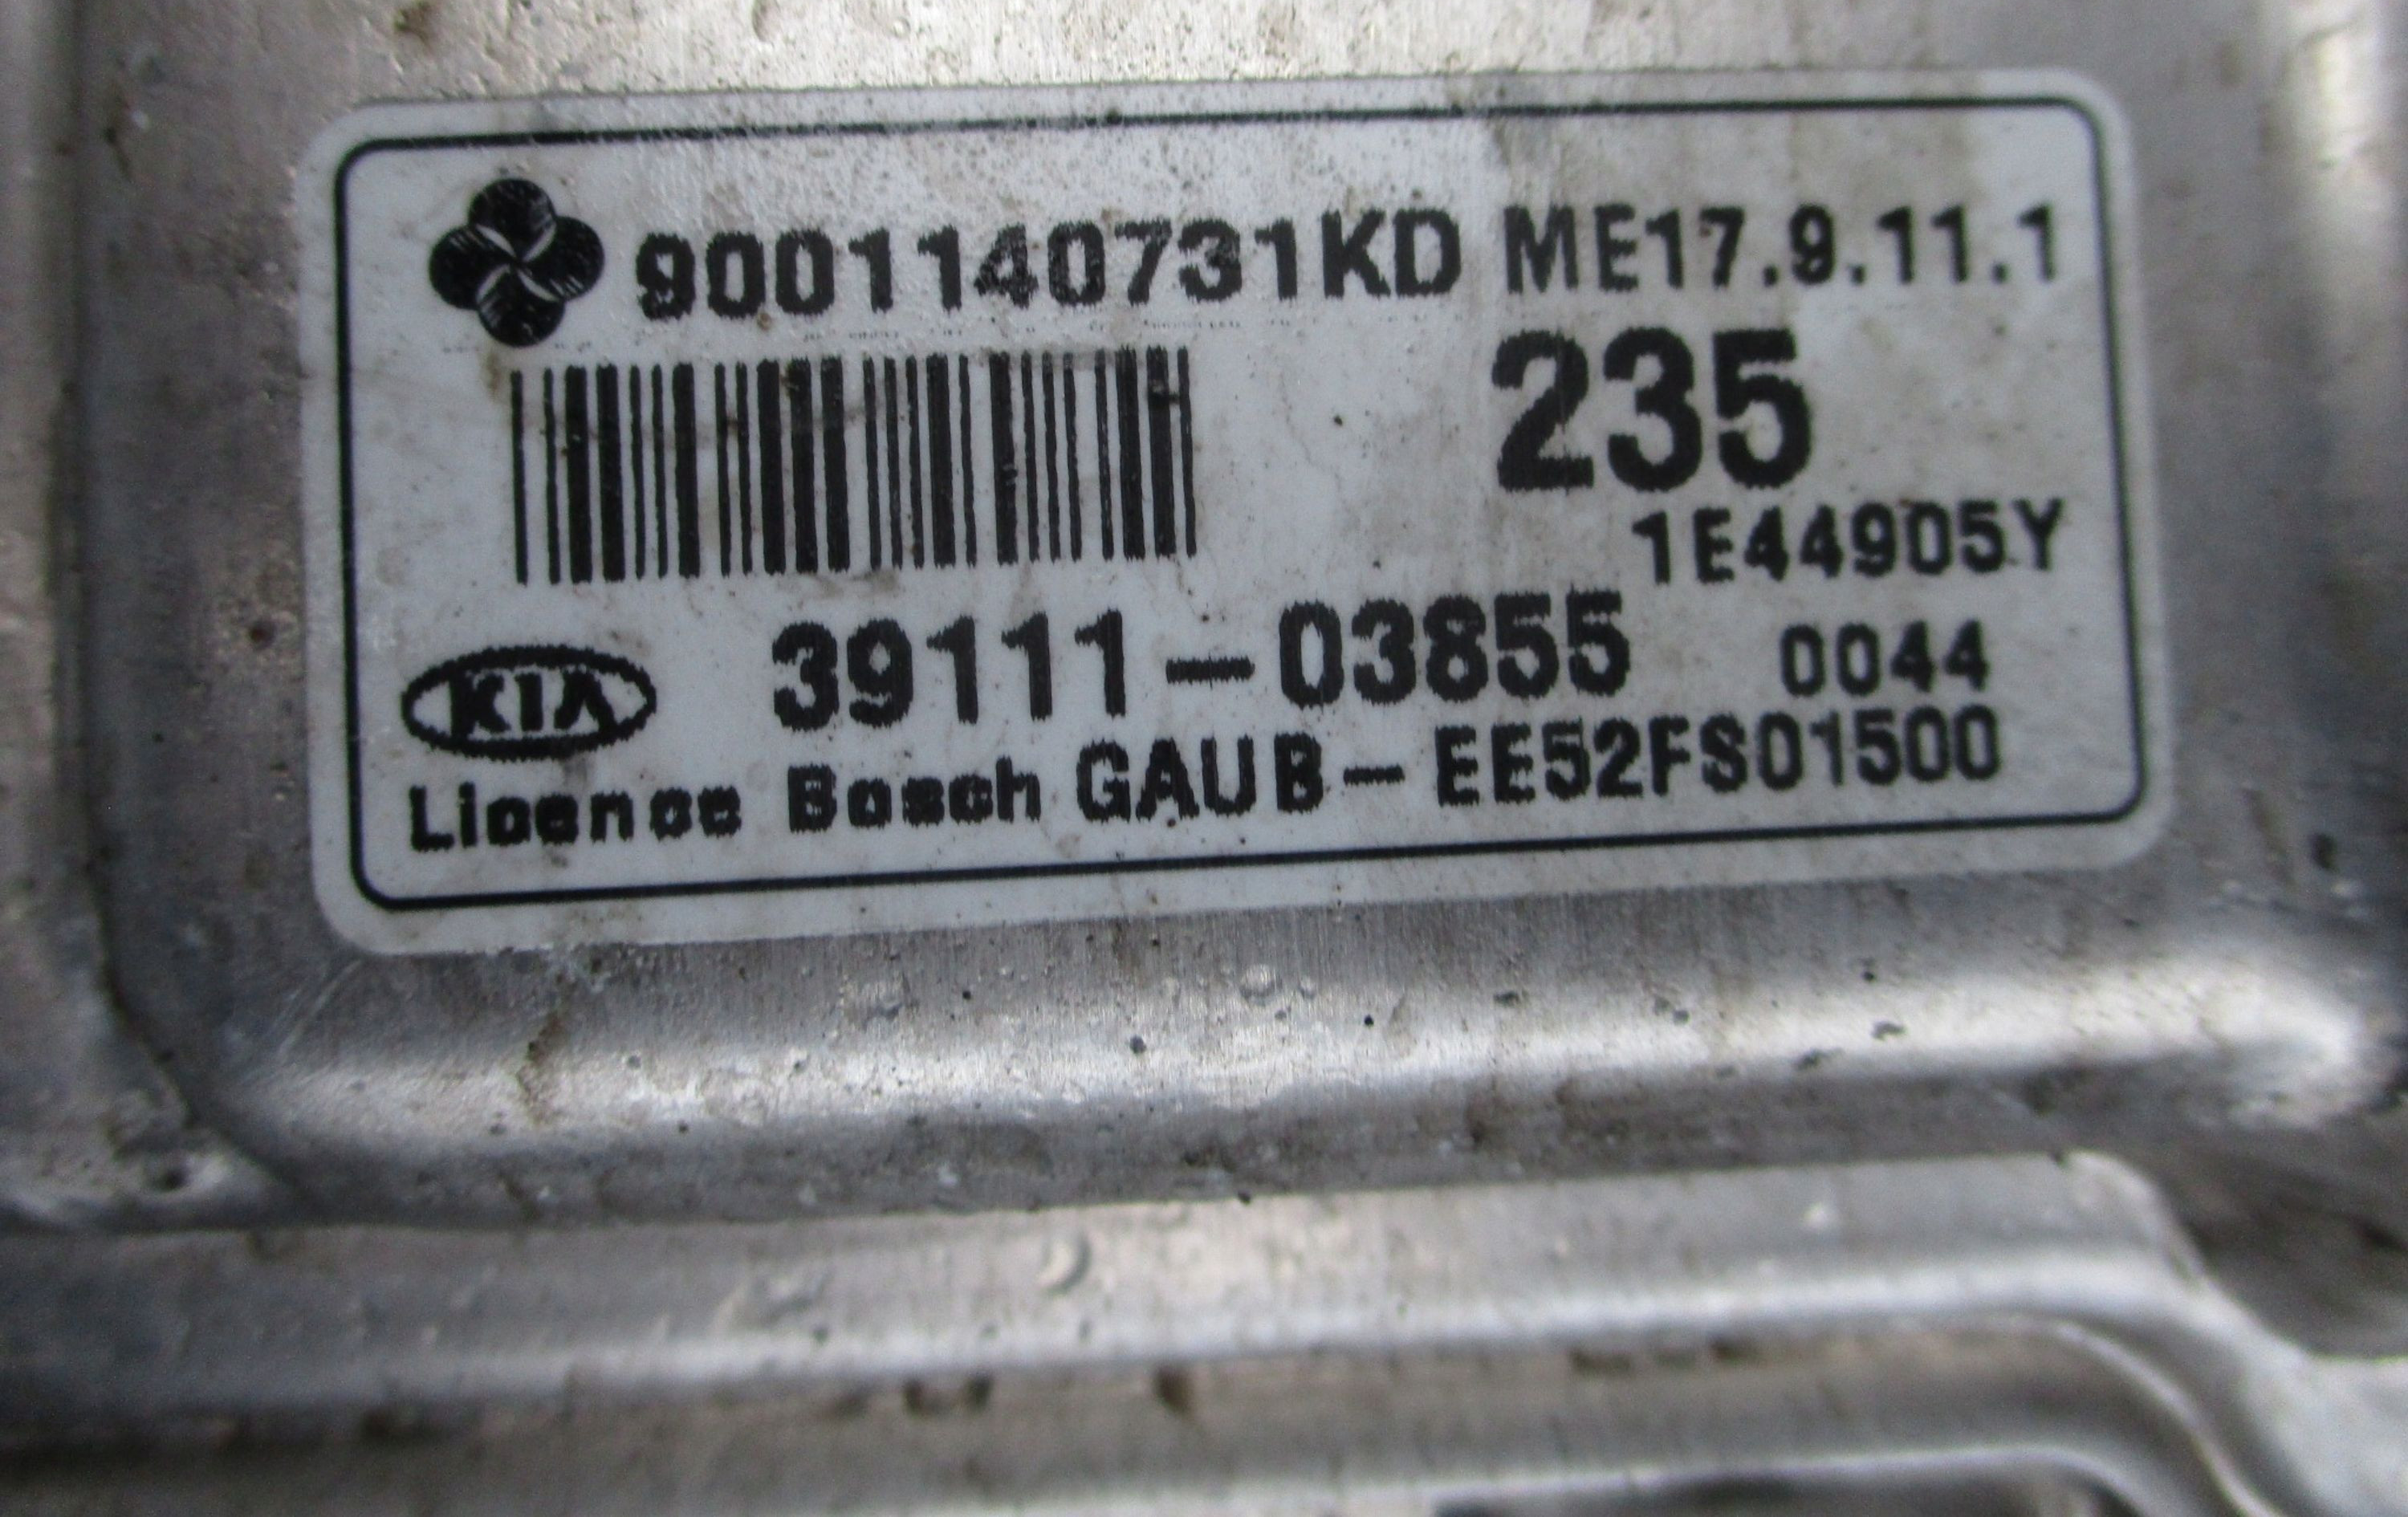 9001140731KD ME17.9.11.1
235
1E44905Y
KIA 39111-03855 0044
Licence Bosch GAUB-EE52FS01500